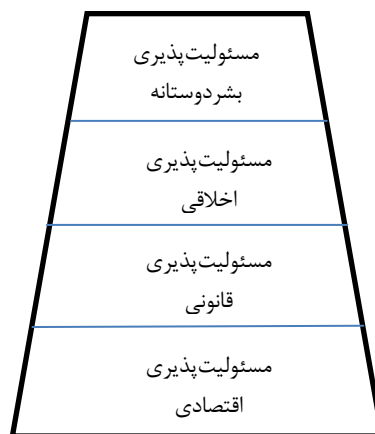 مسئولیت‌پذیری
بشردوستانه
مسئولیت‌پذیری
اخلاقی
مسئولیت‌پذیری
قانونی
مسئولیت‌پذیری
اقتصادی